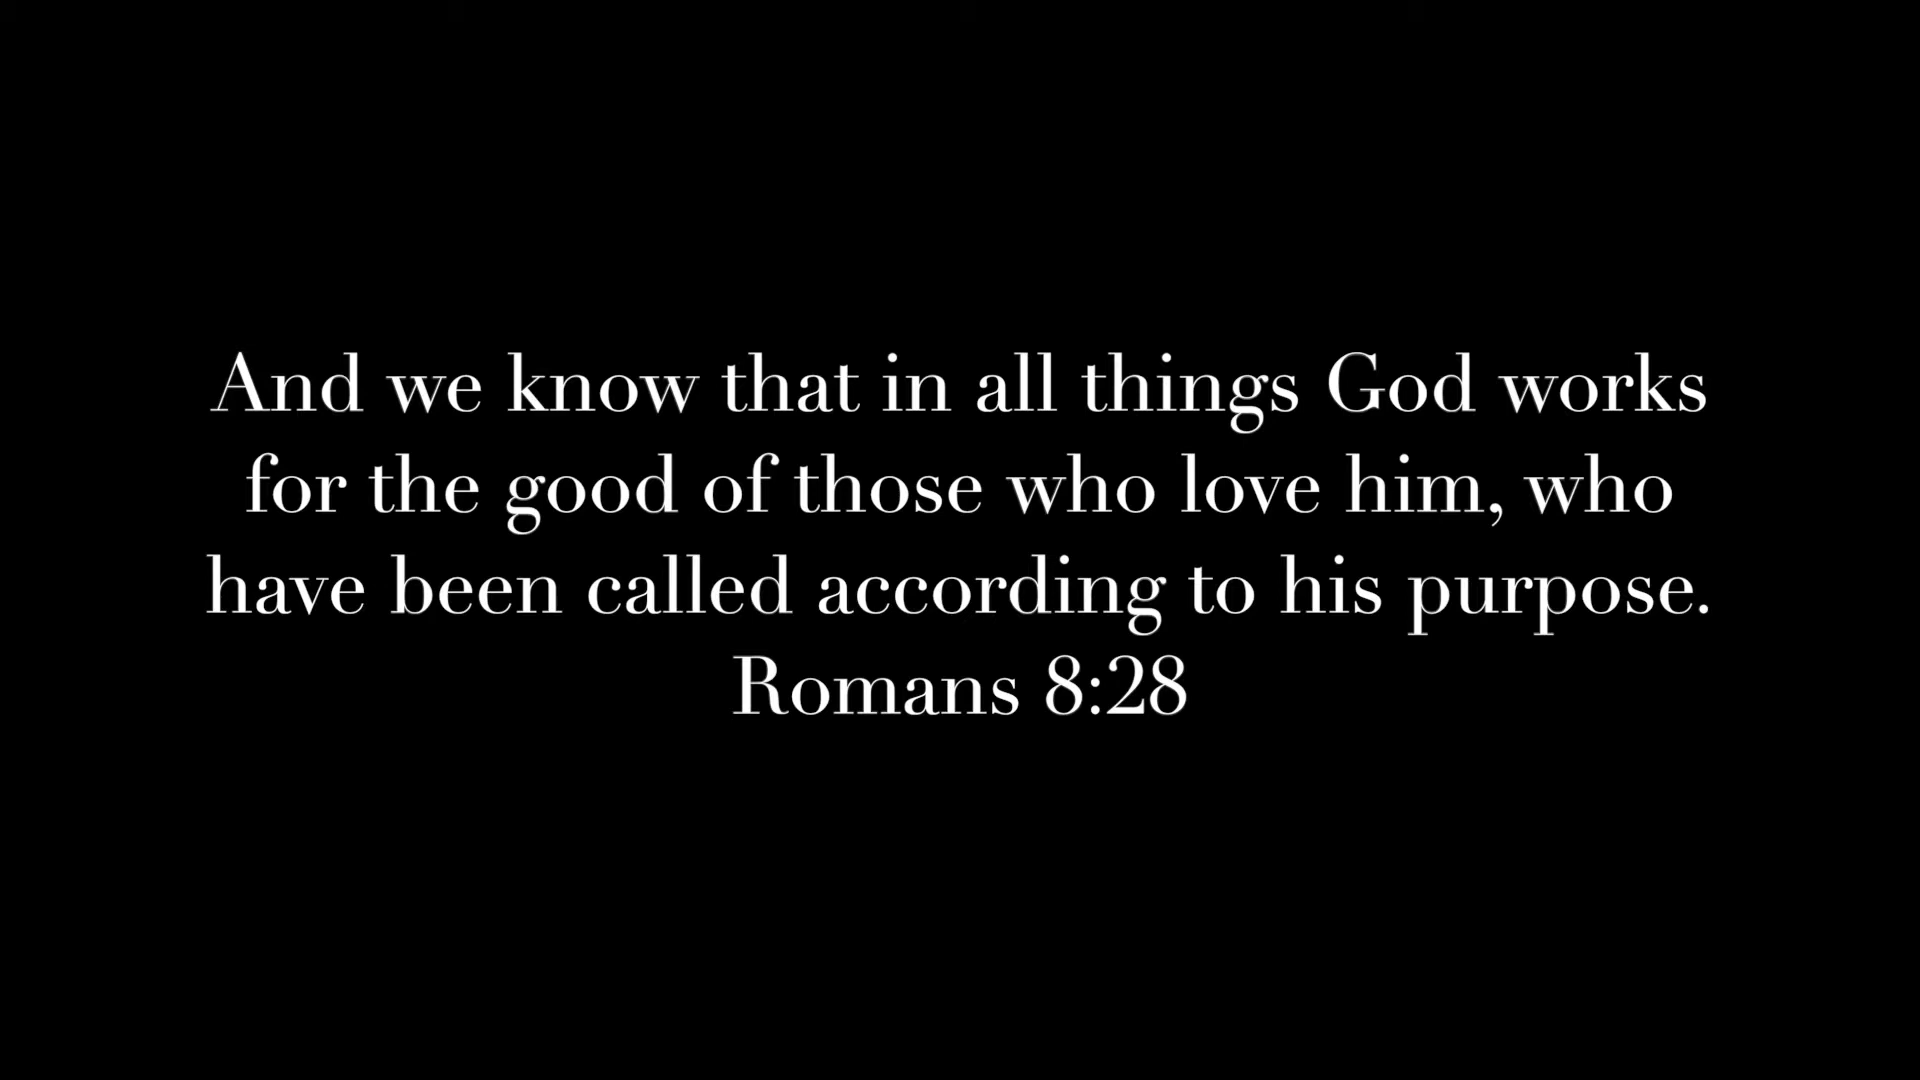 And we know that in all things God works
for the good of those who love him, who
have been called according to his purpose.
Romans 8:28